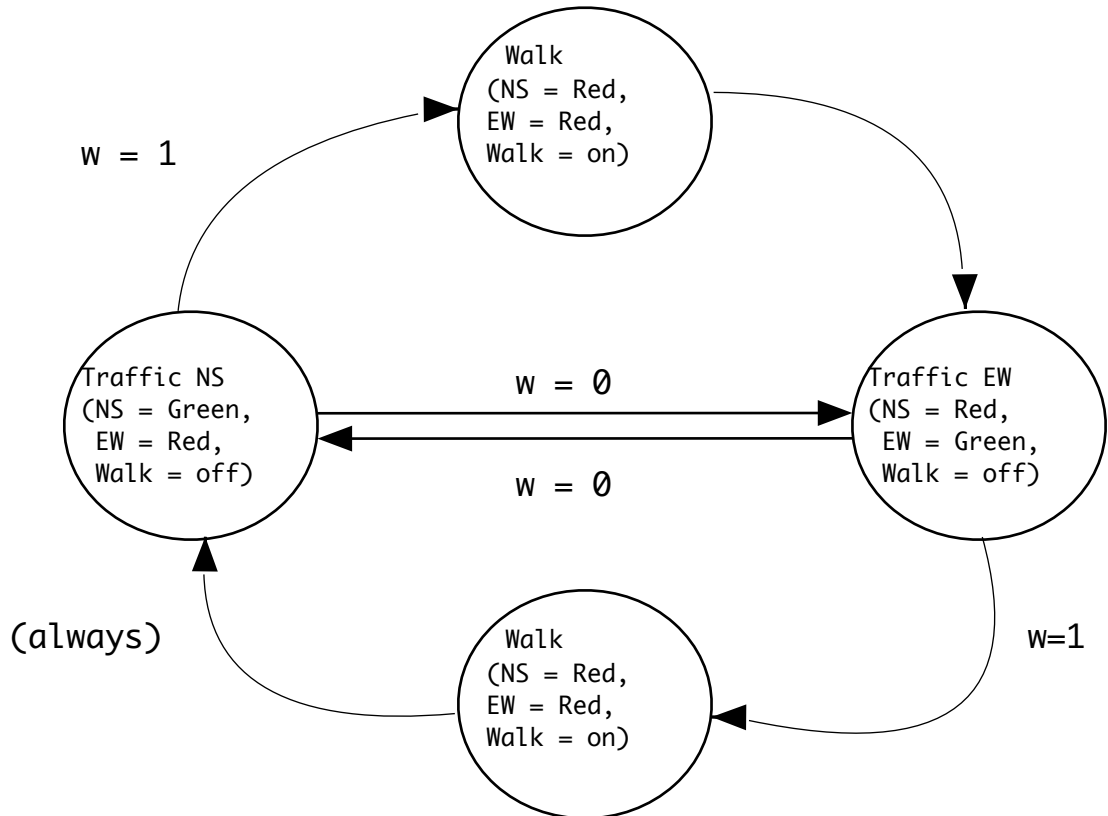 Walk
(NS = Red,
EW = Red,
Walk = on)
w = 1
Traffic NS
(NS = Green,
EW = Red,
Walk = off)
w = 0
w = 0
Traffic EW
(NS = Red,
EW = Green,
Walk = off)
(always)
Walk
(NS = Red,
EW = Red,
Walk = on)
w=1